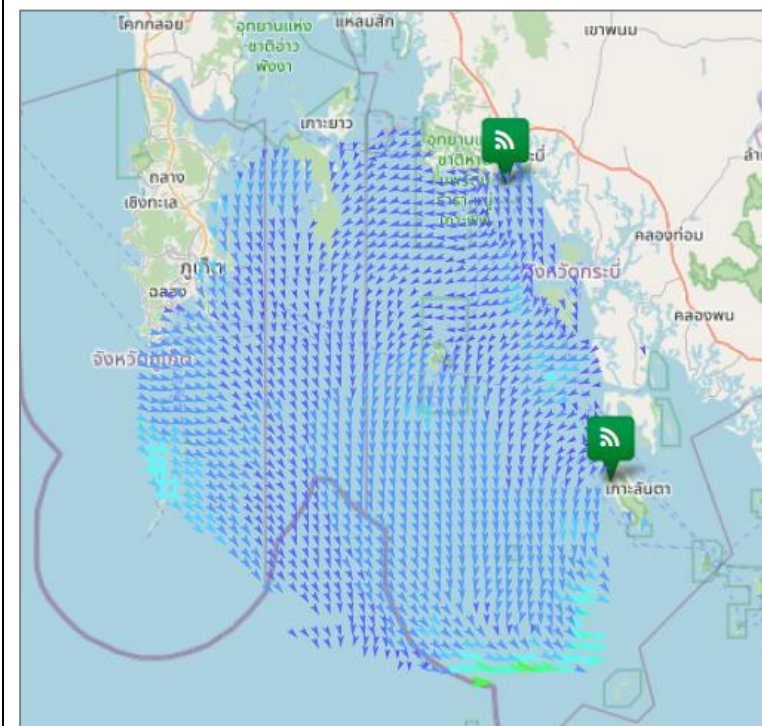 โคกกลอย
อุทยานแห่ง
ชาติอ่าว
พังงา
แหลมสัก
เขาพนม
เกาะยาว
ถลาง
เชิงทะเล
คลองท่อม
ภูเก็ต
ฉลอง
จังหวัดกระบี่
คลองพน
จังหวัดภูเก็ต
เกาะลันตา